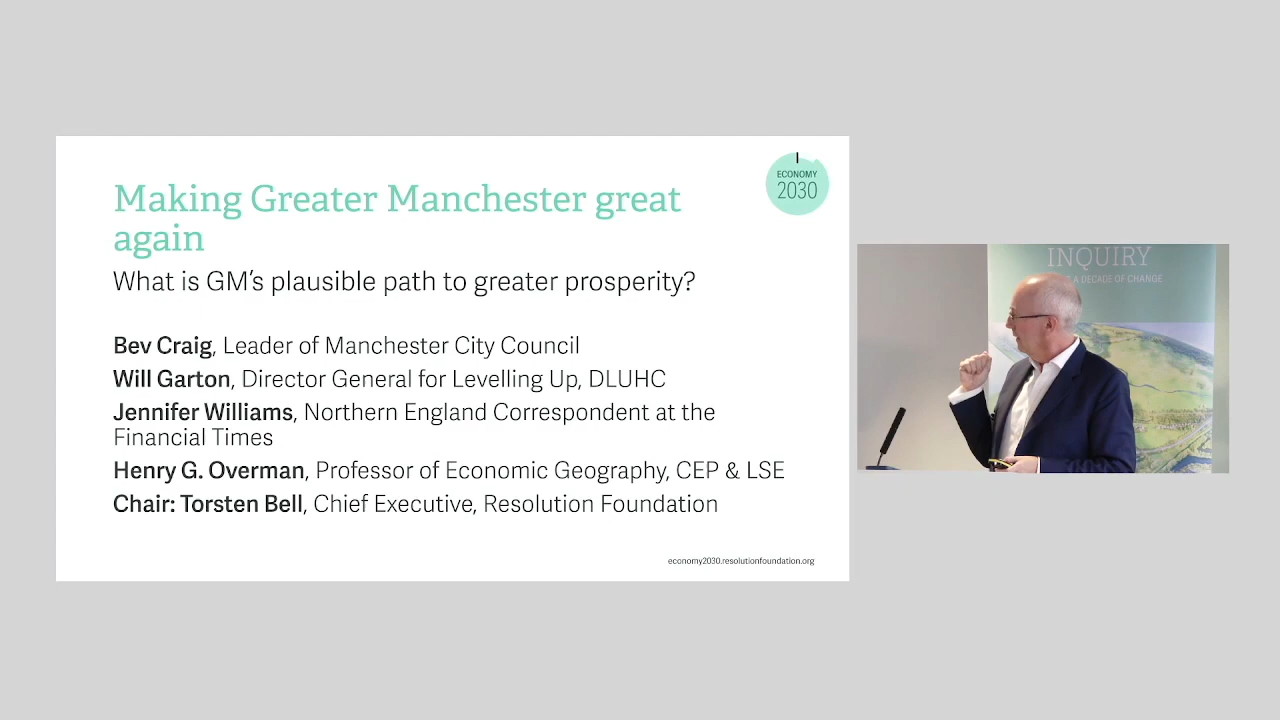 Making Greater Manchester great
again
What is GM's plausible path to greater prosperity?
Bev Craig, Leader of Manchester City Council
Will Garton, Director General for Levelling Up, DLUHC
Jennifer Williams, Northern England Correspondent at the
Financial Times
Henry G. Overman, Professor of Economic Geography, CEP & LSE
Chair: Torsten Bell, Chief Executive, Resolution Foundation
economy2030.resolutionfoundation.org
ECONOMY
2030
INQUIRY
A DECADE OF CHANGE